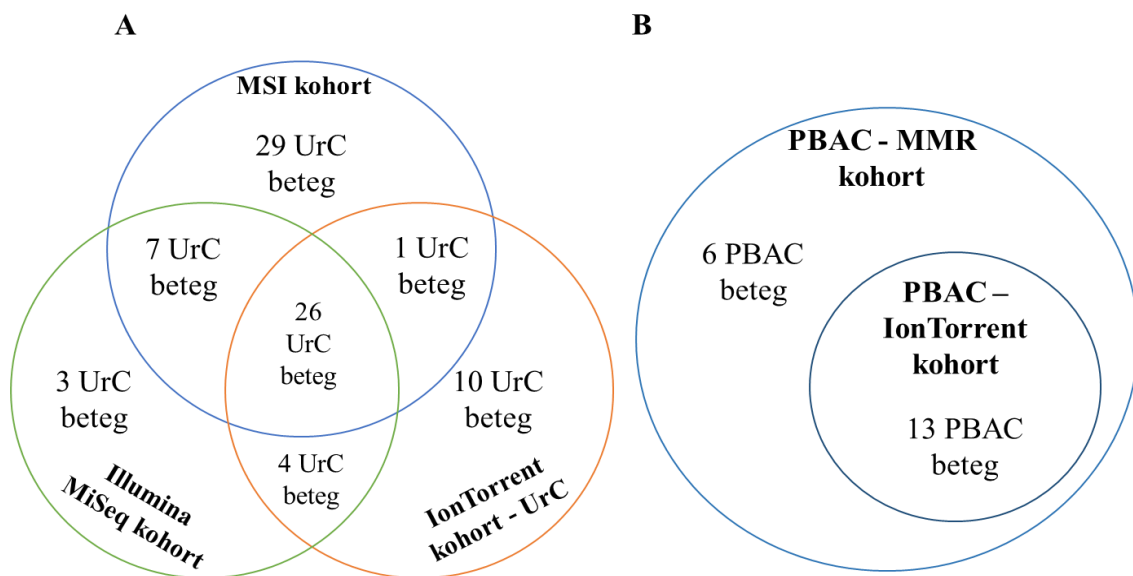 A
MSI kohort
29 UrC
beteg
7 UrC
beteg
1 UrC
beteg
26
UrC
beteg
3 UrC
beteg
10 UrC
beteg
4 UrC
beteg
Illumina
MiSeq kohort
IonTorrent
kohort - UrC
B
PBAC - MMR
kohort
6 PBAC
beteg
PBAC –
IonTorrent
kohort
13 PBAC
beteg